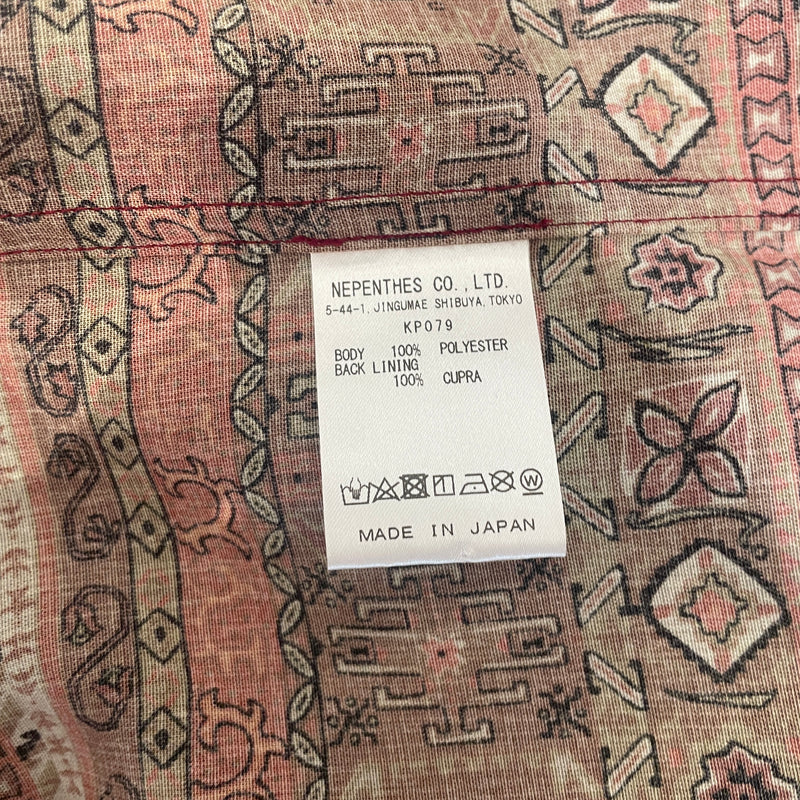 NEPENTHES CO.,LTD.
5-44-1, JINGUMAE SHIBUYA, TOKYO
KP079
BODY 100% POLYESTER
BACK LINING
100% CUPRA
W
MADE IN JAPAN